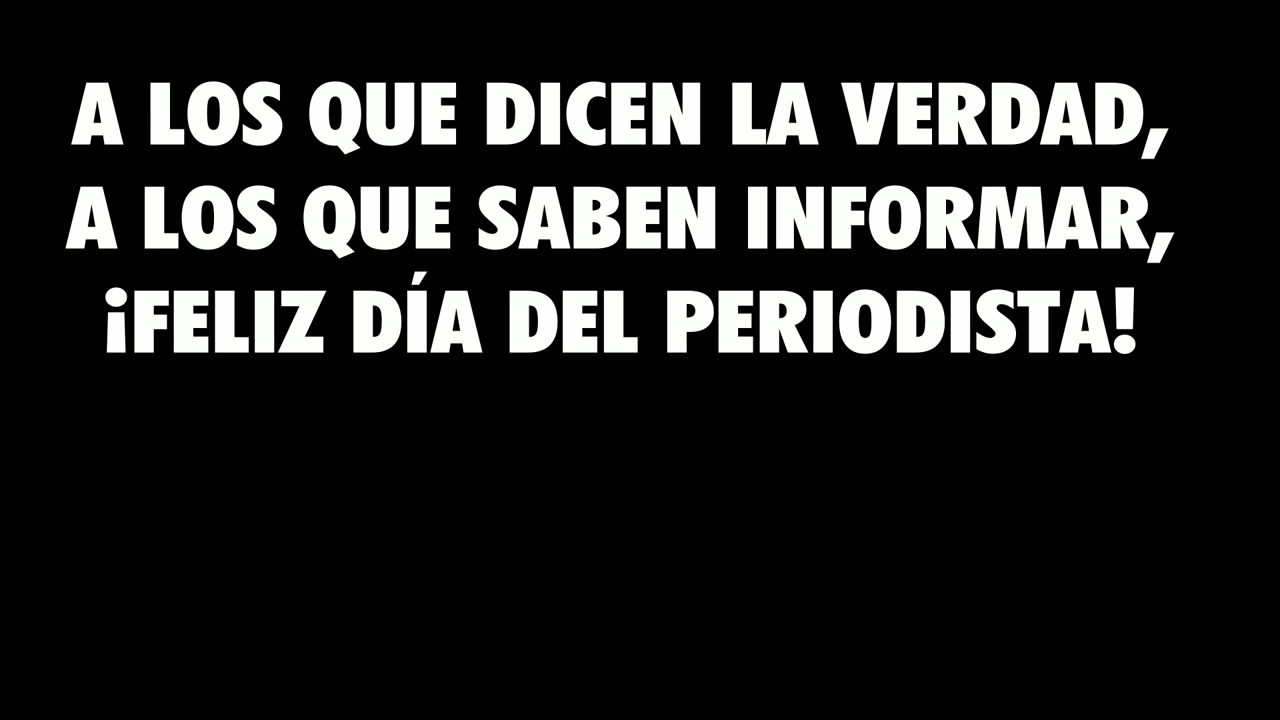 A LOS QUE DICEN LA VERDAD,
A LOS QUE SABEN INFORMAR,
¡FELIZ DÍA DEL PERIODISTA!